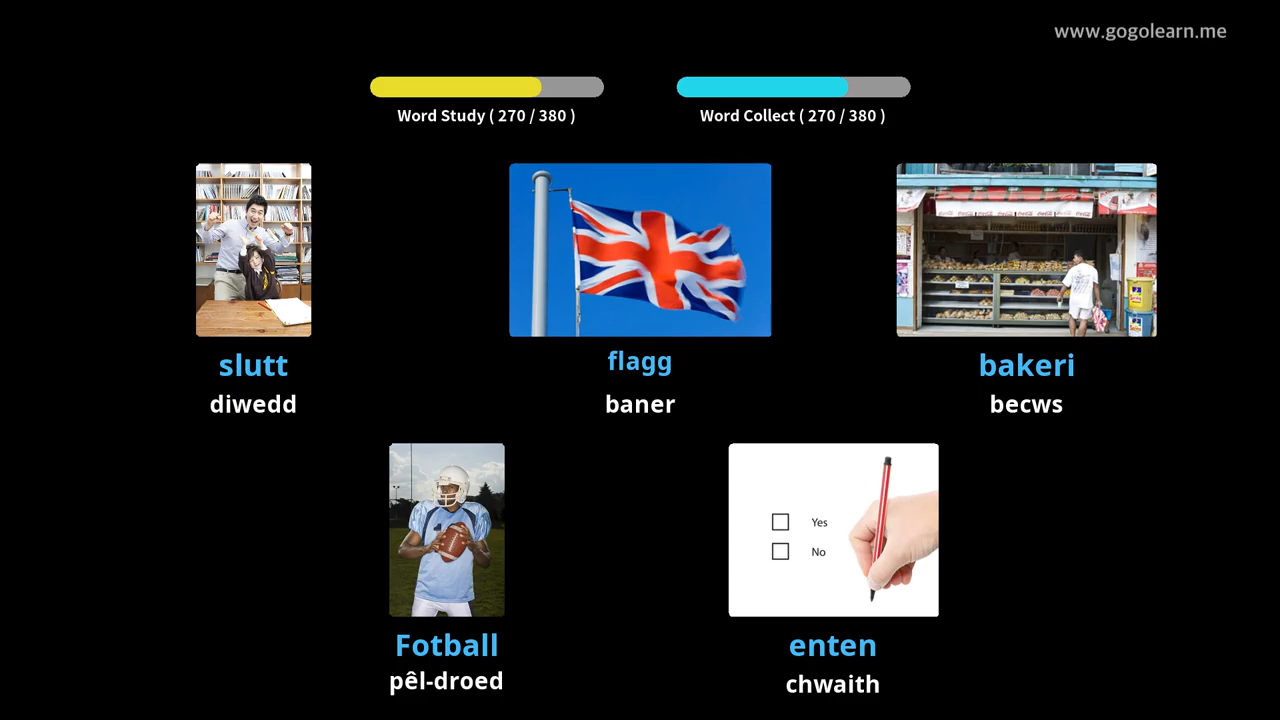 www.gogolearn.me
Word Study ( 270 / 380 )
Word Collect ( 270 / 380 )
slutt
diwedd
flagg
baner
bakeri
becws
Yes
No
Fotball
pêl-droed
enten
chwaith